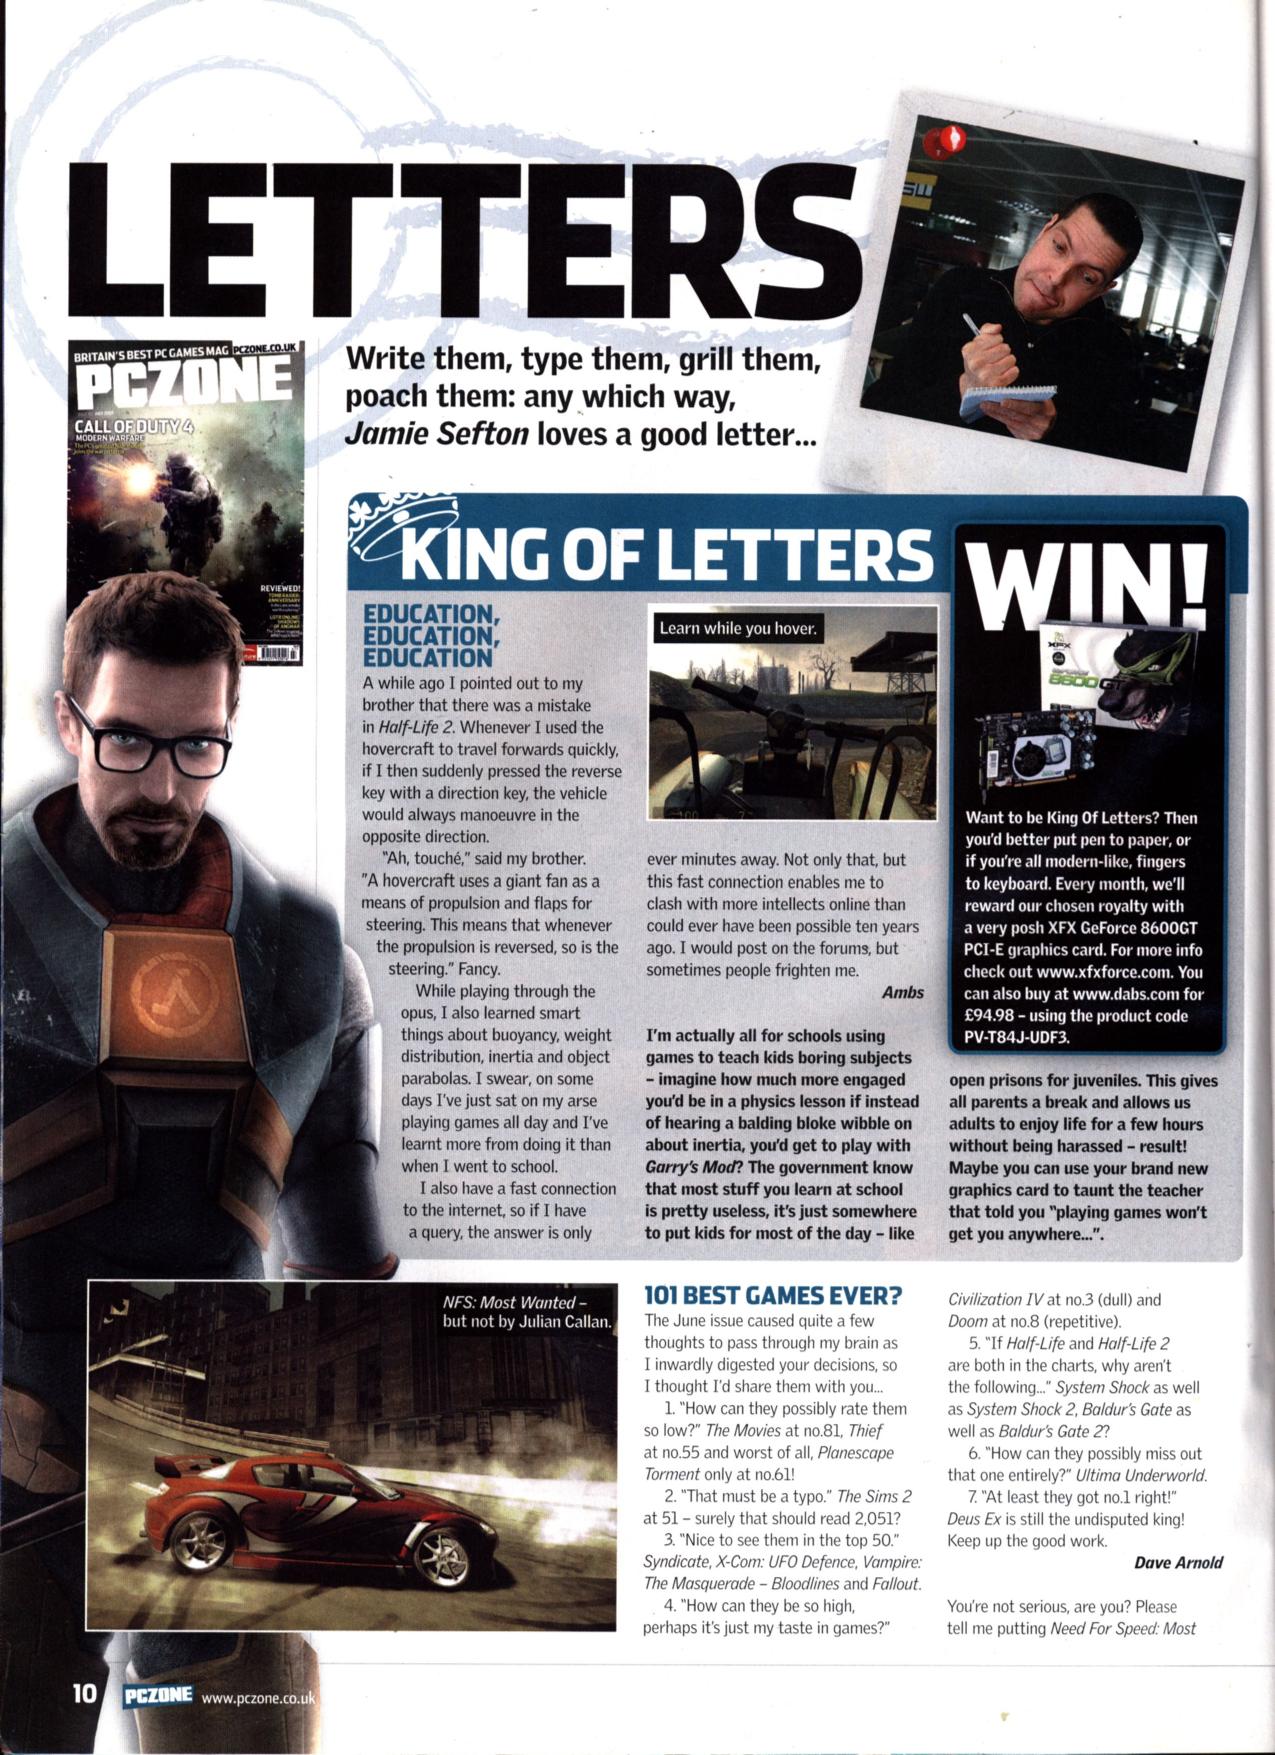 LETTERS
BRITAIN'S BEST PC GAMES MAG PCZONE.CO.UK
PCZONE
CALL OF DUTY 4
MODERN WARFARE
REVIEWED!
TOMB RAIDER:
ANNIVERSARY
LOTR ONLINE:
SHADOWS
OF ANGMAR
Write them, type them, grill them,
poach them: any which way,
Jamie Sefton loves a good letter...
KING OF LETTERS
EDUCATION,
EDUCATION,
EDUCATION
A while ago I pointed out to my
brother that there was a mistake
in Half-Life 2. Whenever I used the
hovercraft to travel forwards quickly,
if I then suddenly pressed the reverse
key with a direction key, the vehicle
would always manoeuvre in the
opposite direction.
"Ah, touché," said my brother.
"A hovercraft uses a giant fan as a
means of propulsion and flaps for
steering. This means that whenever
the propulsion is reversed, so is the
steering." Fancy.
While playing through the
opus, I also learned smart
things about buoyancy, weight
distribution, inertia and object
parabolas. I swear, on some
days I've just sat on my arse
playing games all day and I've
learnt more from doing it than
when I went to school.
I also have a fast connection
to the internet, so if I have
a query, the answer is only
Learn while you hover.
ever minutes away. Not only that, but
this fast connection enables me to
clash with more intellects online than
could ever have been possible ten years
ago. I would post on the forums, but
sometimes people frighten me.
Ambs
I'm actually all for schools using
games to teach kids boring subjects
– imagine how much more engaged
you'd be in a physics lesson if instead
of hearing a balding bloke wibble on
about inertia, you'd get to play with
Garry's Mod? The government know
that most stuff you learn at school
is pretty useless, it's just somewhere
to put kids for most of the day – like
WIN!
XFX
GEFORCE
8600GT
Want to be King Of Letters? Then
you'd better put pen to paper, or
if you're all modern-like, fingers
to keyboard. Every month, we'll
reward our chosen royalty with
a very posh XFX GeForce 8600GT
PCI-E graphics card. For more info
check out www.xfxforce.com. You
can also buy at www.dabs.com for
£94.98 – using the product code
PV-T84J-UDF3.
open prisons for juveniles. This gives
all parents a break and allows us
adults to enjoy life for a few hours
without being harassed – result!
Maybe you can use your brand new
graphics card to taunt the teacher
that told you "playing games won't
get you anywhere...".
NFS: Most Wanted –
but not by Julian Callan.
101 BEST GAMES EVER?
The June issue caused quite a few
thoughts to pass through my brain as
I inwardly digested your decisions, so
I thought I'd share them with you...
1. "How can they possibly rate them
so low?" The Movies at no.81, Thief
at no.55 and worst of all, Planescape
Torment only at no.61!
2. "That must be a typo." The Sims 2
at 51 – surely that should read 2,051?
3. "Nice to see them in the top 50."
Syndicate, X-Com: UFO Defence, Vampire:
The Masquerade – Bloodlines and Fallout.
4. "How can they be so high,
perhaps it's just my taste in games?"
Civilization IV at no.3 (dull) and
Doom at no.8 (repetitive).
5. "If Half-Life and Half-Life 2
are both in the charts, why aren't
the following..." System Shock as well
as System Shock 2, Baldur's Gate as
well as Baldur's Gate 2?
6. "How can they possibly miss out
that one entirely?" Ultima Underworld.
7. "At least they got no.1 right!"
Deus Ex is still the undisputed king!
Keep up the good work.
Dave Arnold
You're not serious, are you? Please
tell me putting Need For Speed: Most
10 PCZONE www.pczone.co.uk